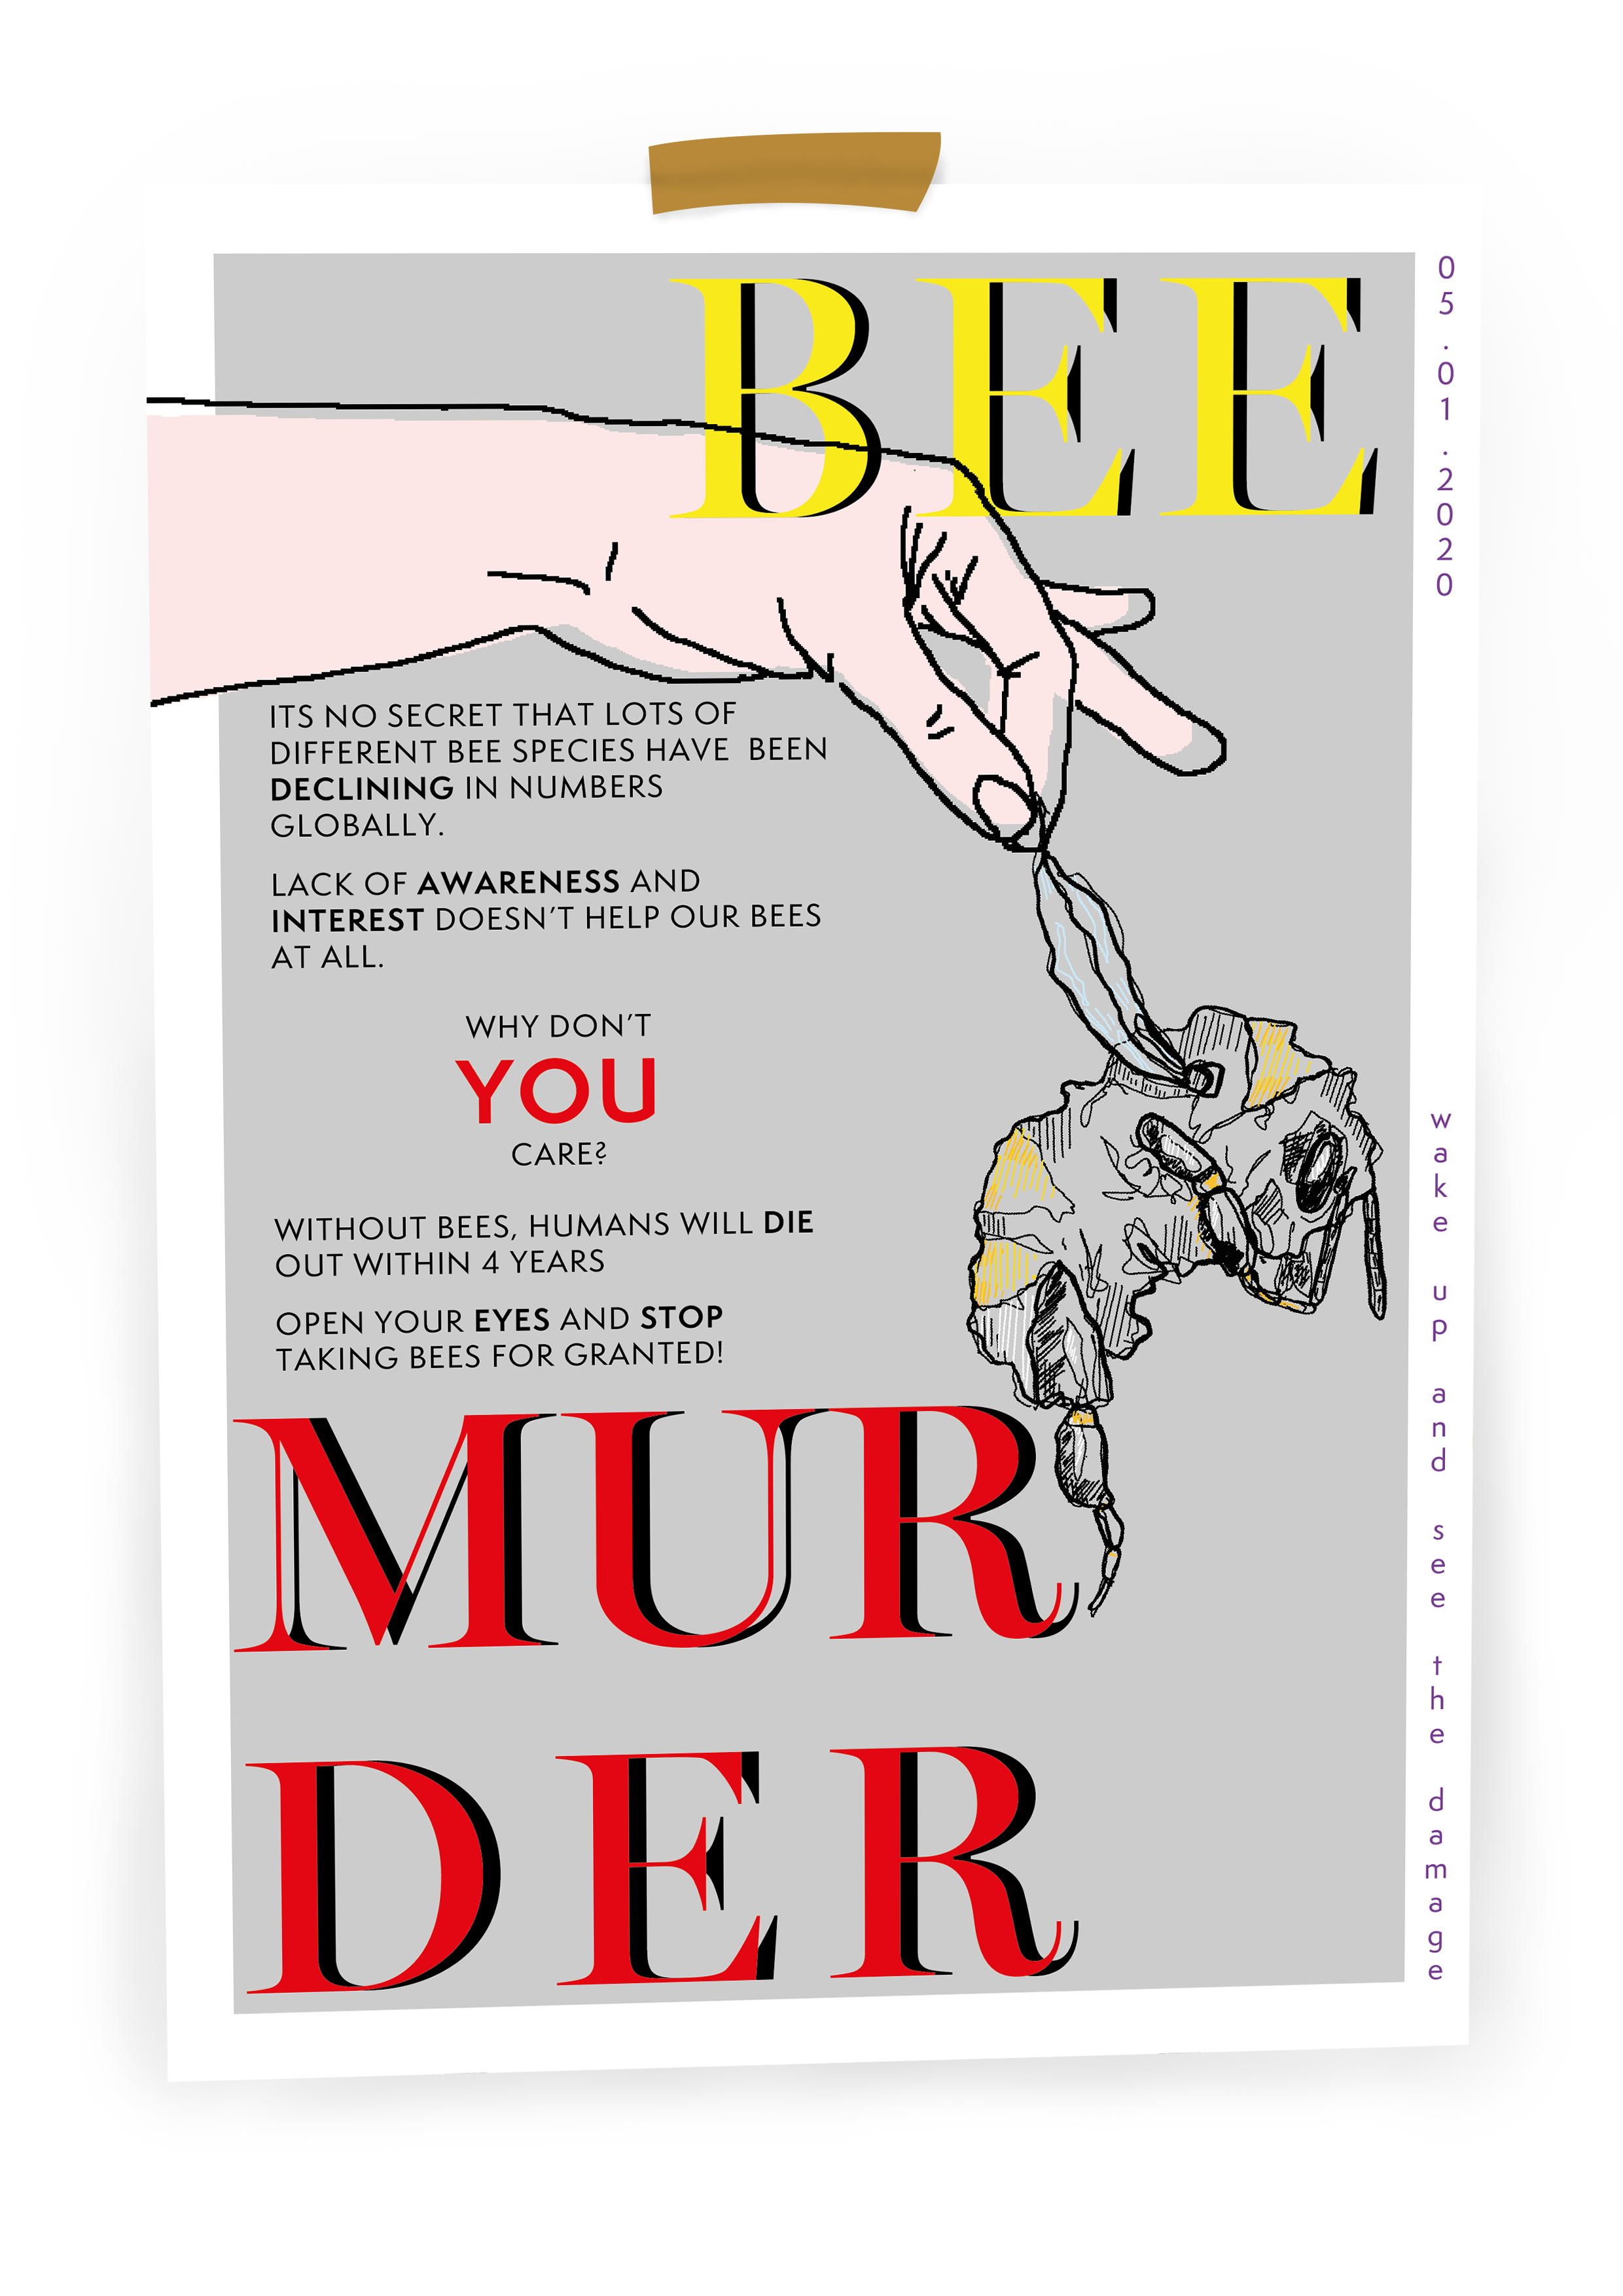 BEE
05.01.2020
ITS NO SECRET THAT LOTS OF
DIFFERENT BEE SPECIES HAVE  BEEN
DECLINING IN NUMBERS
GLOBALLY.
LACK OF AWARENESS AND
INTEREST DOESN'T HELP OUR BEES
AT ALL.
WHY DON'T
YOU
CARE?
WITHOUT BEES, HUMANS WILL DIE
OUT WITHIN 4 YEARS
OPEN YOUR EYES AND STOP
TAKING BEES FOR GRANTED!
MUR
DER
wake up and see the damage